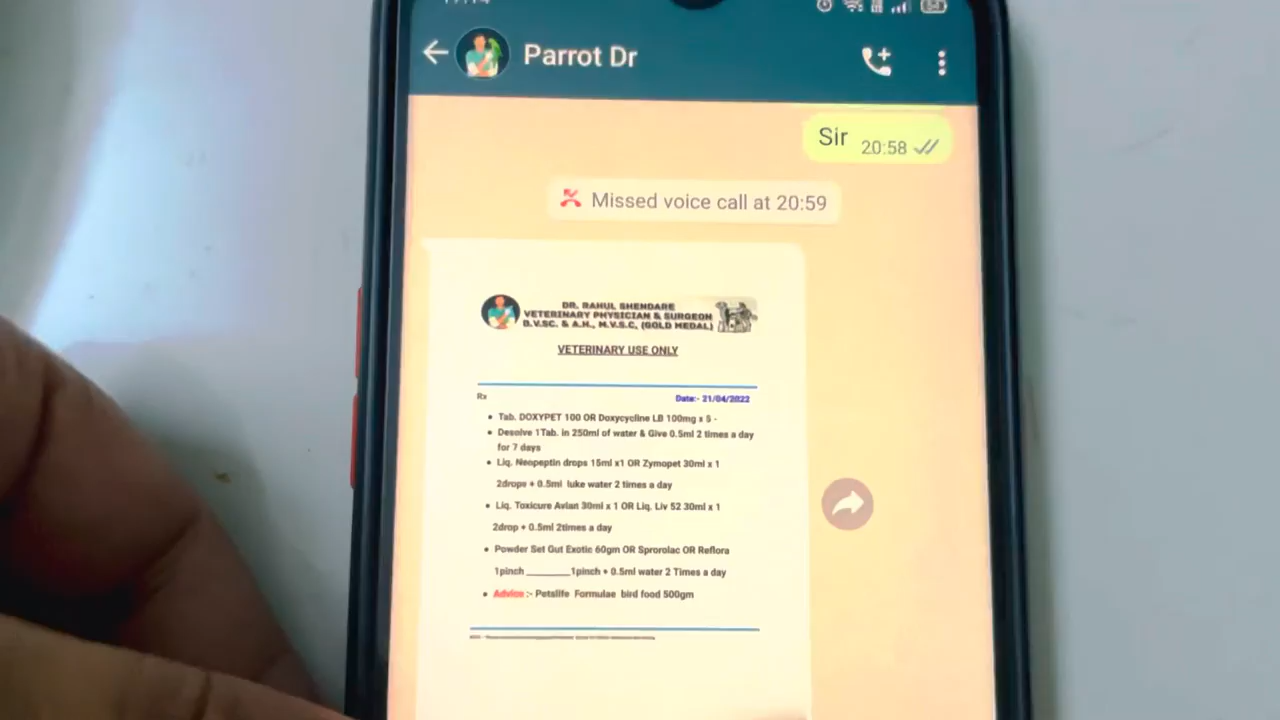 Parrot Dr
Sir 20:58
Missed voice call at 20:59
DR. RAHUL SHENDARE
VETERINARY PHYSICIAN & SURGEON
B.V.SC. & A.H., M.V.S.C, (GOLD MEDAL)
VETERINARY USE ONLY
Rx
Date:- 21/04/2022
• Tab. DOXYPET 100 OR Doxycycline LB 100mg x 5 -
• Desolve 1Tab. in 250ml of water & Give 0.5ml 2 times a day
for 7 days
• Liq. Neopeptin drops 15ml x1 OR Zymopet 30ml x 1
2drops + 0.5ml luke water 2 times a day
• Liq. Toxicure Avian 30ml x 1 OR Liq. Liv 52 30ml x 1
2drop + 0.5ml 2times a day
• Powder Set Gut Exotic 60gm OR Sprorolac OR Reflora
1pinch ________1pinch + 0.5ml water 2 Times a day
• Advice :- Petslife Formulae bird food 500gm